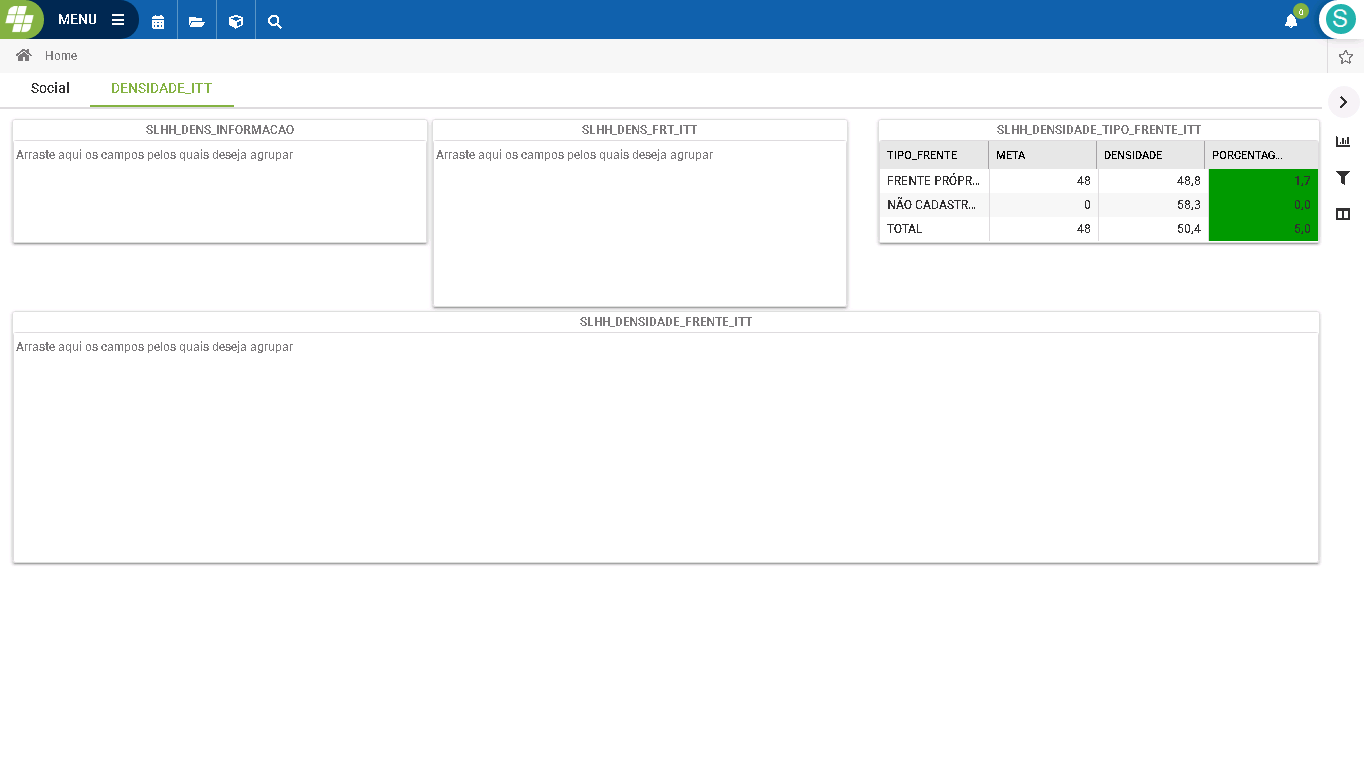 MENU
0
S
Home
Social
DENSIDADE_ITT
SLHH_DENS_INFORMACAO
Arraste aqui os campos pelos quais deseja agrupar
SLHH_DENS_FRT_ITT
Arraste aqui os campos pelos quais deseja agrupar
SLHH_DENSIDADE_TIPO_FRENTE_ITT
TIPO_FRENTE META DENSIDADE PORCENTAG...
FRENTE PRÓPR... 48 48,8 1,7
NÃO CADASTR... 0 58,3 0,0
TOTAL 48 50,4 5,0
SLHH_DENSIDADE_FRENTE_ITT
Arraste aqui os campos pelos quais deseja agrupar